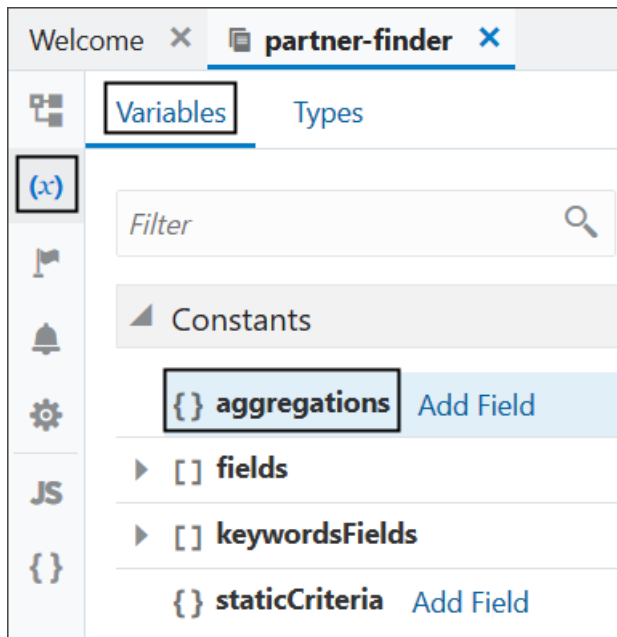 Welcome partner-finder
Variables Types
(x)
Filter
Constants
{} aggregations Add Field
[] fields
JS
[] keywordsFields
{}
{} staticCriteria Add Field